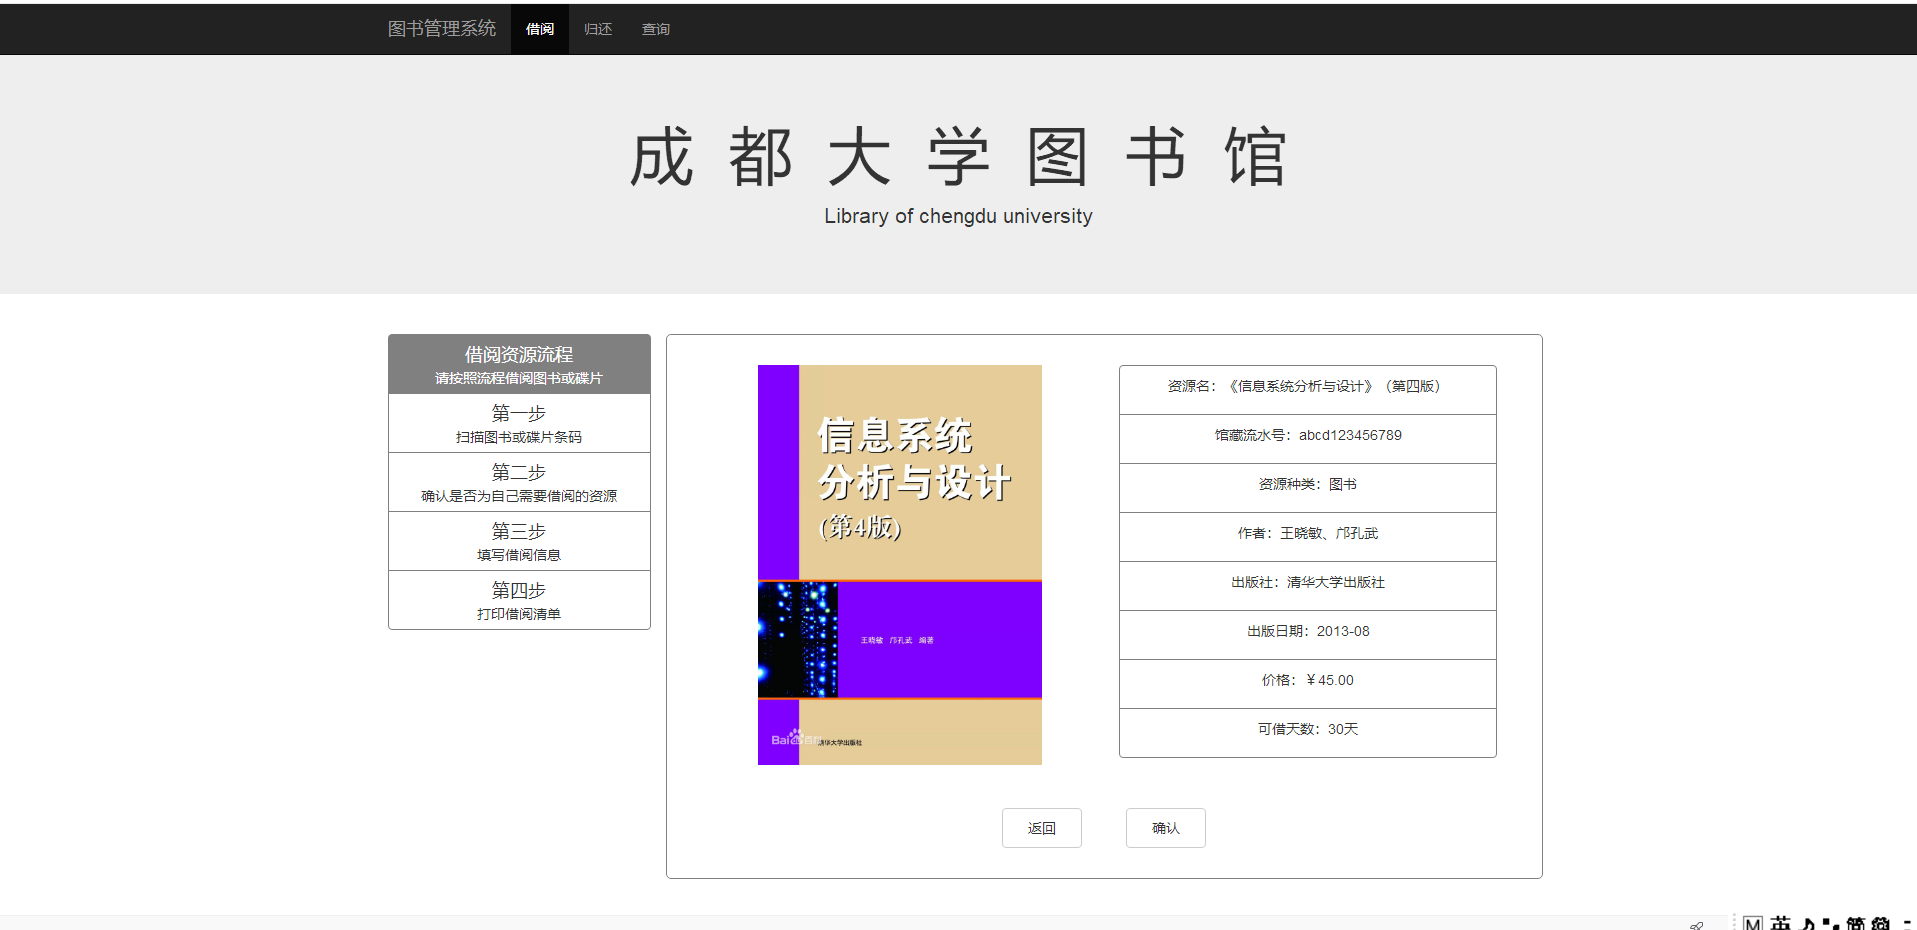 图书管理系统 借阅 归还 查询
成都大学图书馆
Library of chengdu university
借阅资源流程
请按照流程借阅图书或碟片
第一步
扫描图书或碟片条码
第二步
确认是否为自己需要借阅的资源
第三步
填写借阅信息
第四步
打印借阅清单
信息系统
分析与设计
(第4版)
王晓敏 邝孔武 编著
Bai 百科
清华大学出版社
资源名：《信息系统分析与设计》（第四版）
馆藏流水号：abcd123456789
资源种类：图书
作者：王晓敏、邝孔武
出版社：清华大学出版社
出版日期：2013-08
价格：￥45.00
可借天数：30天
返回 确认
M 英 简